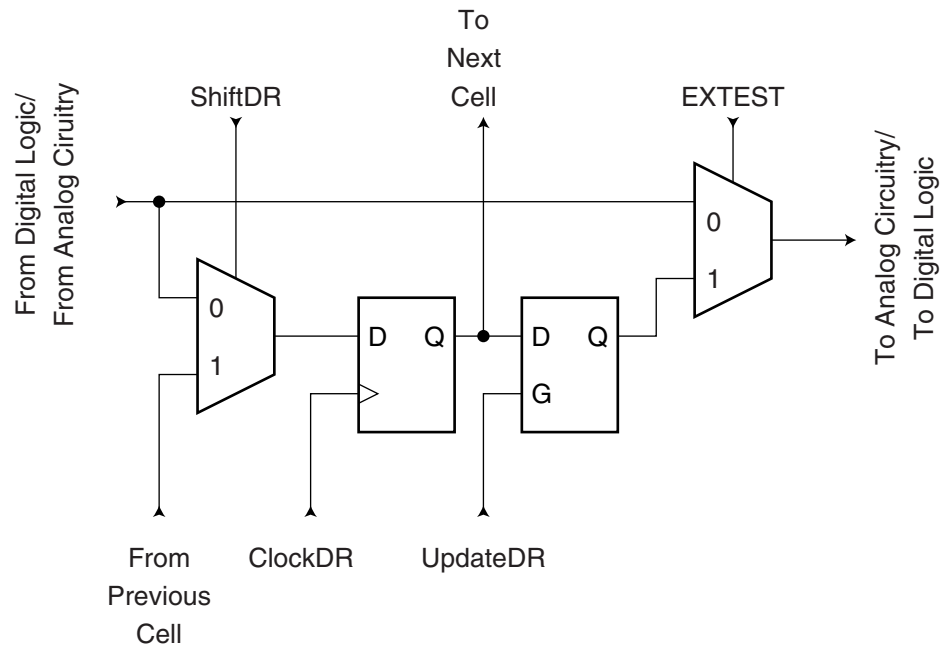 To
Next
Cell
ShiftDR
EXTEST
From Digital Logic/
From Analog Ciruitry
To Analog Circuitry/
To Digital Logic
0
1
0
1
D Q
D Q
G
From
Previous
Cell
ClockDR
UpdateDR